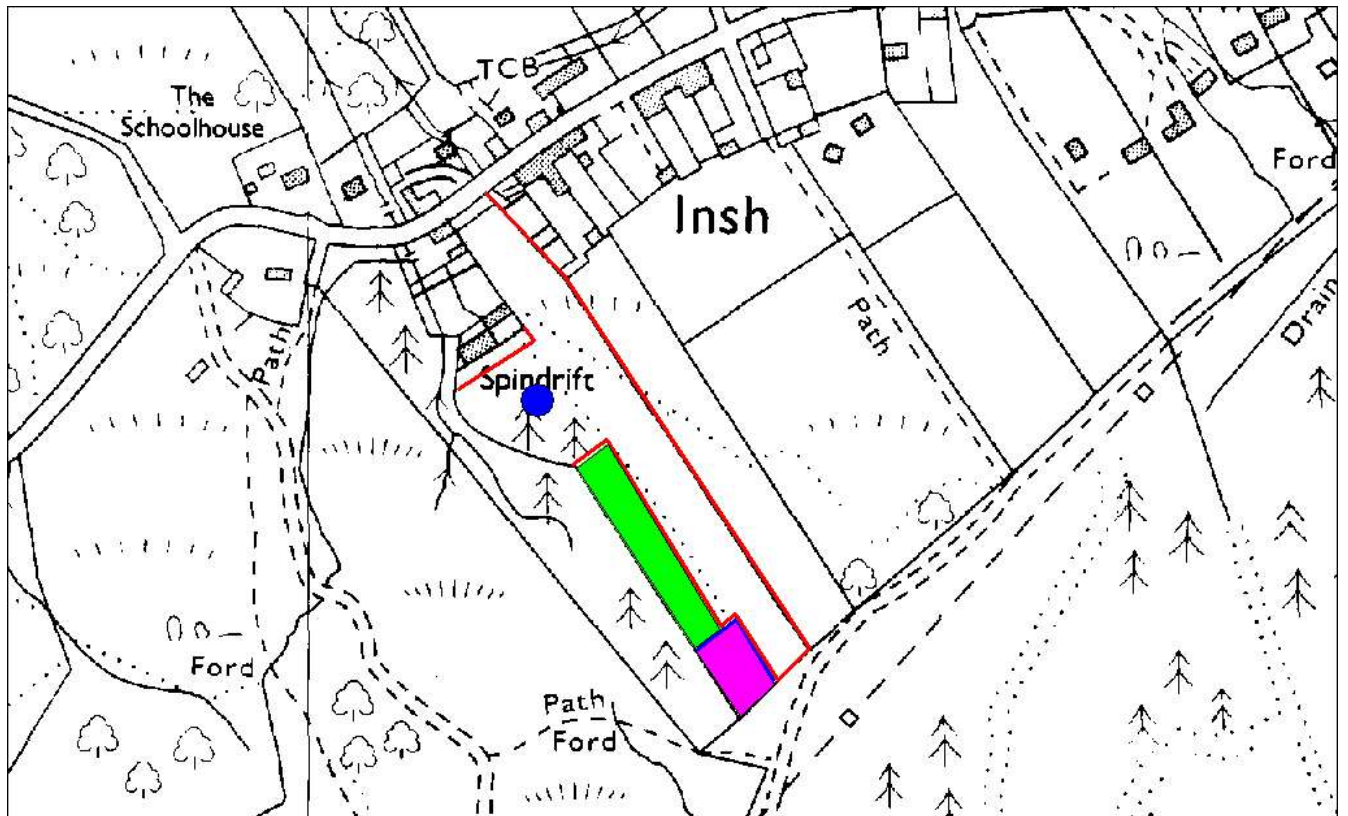 TCB
The
Schoolhouse
Ford
Insh
Path
Drain
Path
Spindrift
Ford
Path
Ford